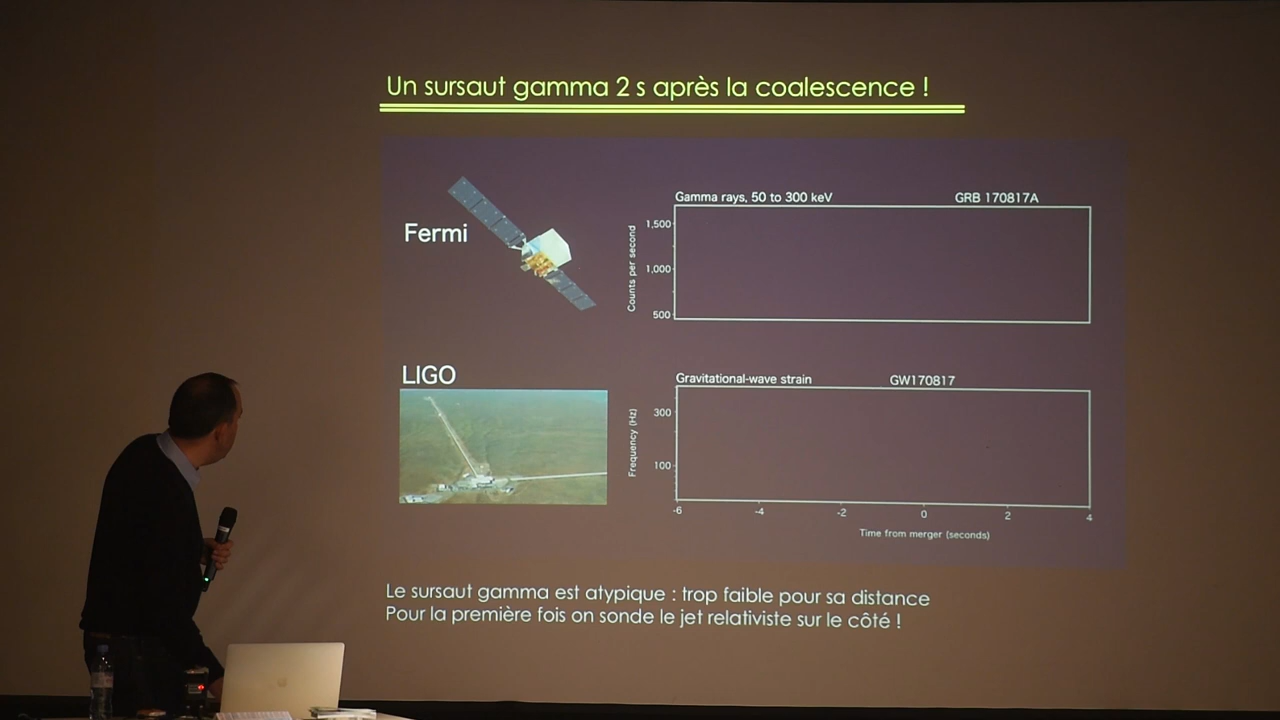 Un sursaut gamma 2 s après la coalescence !
Fermi
Gamma rays, 50 to 300 keV
GRB 170817A
Counts per second
1,500
1,000
500
LIGO
Gravitational-wave strain
GW170817
Frequency (Hz)
300
100
-6 -4 -2 0 2 4
Time from merger (seconds)
Le sursaut gamma est atypique : trop faible pour sa distance
Pour la première fois on sonde le jet relativiste sur le côté !